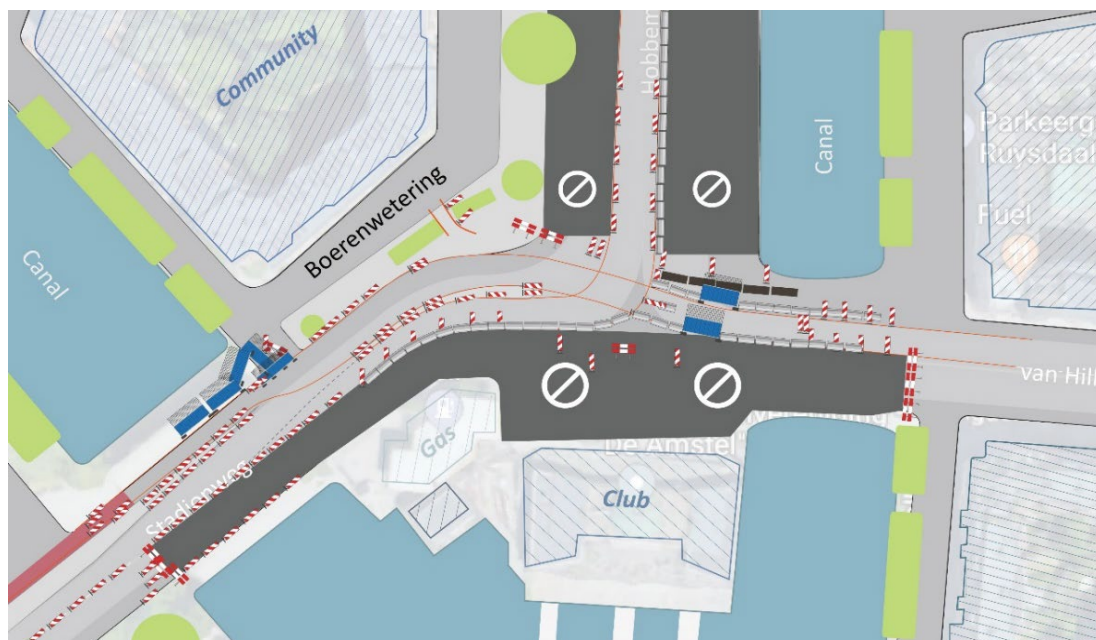 Community
Hobbem
Canal
Parkeerg
Ruysdaal
Fuel
Boerenwetering
Canal
van Hill
Gas
De Amstel
Stadionweg
Club